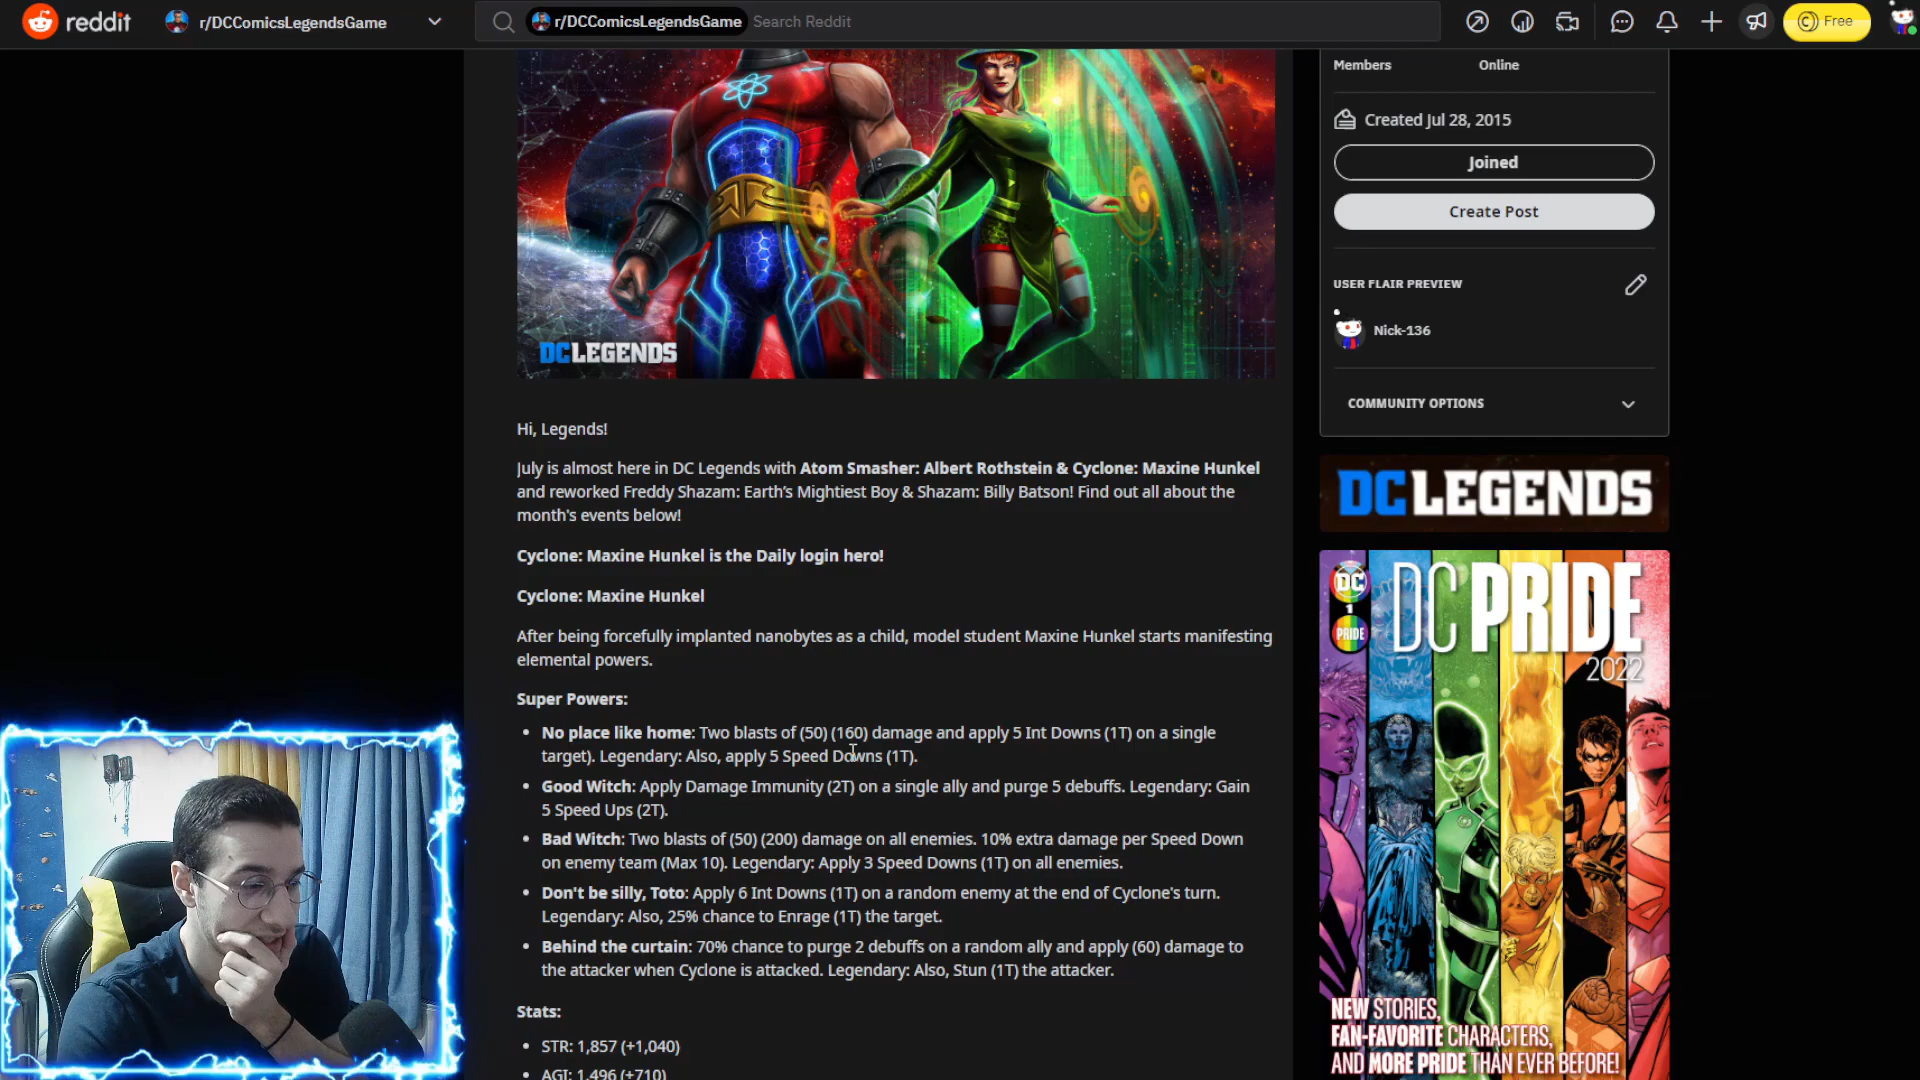 reddit
r/DCComicsLegendsGame
r/DCComicsLegendsGame Search Reddit
Free
DC LEGENDS
Hi, Legends!
July is almost here in DC Legends with Atom Smasher: Albert Rothstein & Cyclone: Maxine Hunkel
and reworked Freddy Shazam: Earth's Mightiest Boy & Shazam: Billy Batson! Find out all about the
month's events below!
Cyclone: Maxine Hunkel is the Daily login hero!
Cyclone: Maxine Hunkel
After being forcefully implanted nanobytes as a child, model student Maxine Hunkel starts manifesting
elemental powers.
Super Powers:
• No place like home: Two blasts of (50) (160) damage and apply 5 Int Downs (1T) on a single
target). Legendary: Also, apply 5 Speed Downs (1T).
• Good Witch: Apply Damage Immunity (2T) on a single ally and purge 5 debuffs. Legendary: Gain
5 Speed Ups (2T).
• Bad Witch: Two blasts of (50) (200) damage on all enemies. 10% extra damage per Speed Down
on enemy team (Max 10). Legendary: Apply 3 Speed Downs (1T) on all enemies.
• Don't be silly, Toto: Apply 6 Int Downs (1T) on a random enemy at the end of Cyclone's turn.
Legendary: Also, 25% chance to Enrage (1T) the target.
• Behind the curtain: 70% chance to purge 2 debuffs on a random ally and apply (60) damage to
the attacker when Cyclone is attacked. Legendary: Also, Stun (1T) the attacker.
Stats:
• STR: 1,857 (+1,040)
• AGI: 1,496 (+710)
Members Online
Created Jul 28, 2015
Joined
Create Post
USER FLAIR PREVIEW
Nick-136
COMMUNITY OPTIONS
DC LEGENDS
DC
1
PRIDE
DC PRIDE
2022
NEW STORIES,
FAN-FAVORITE CHARACTERS,
AND MORE PRIDE THAN EVER BEFORE!